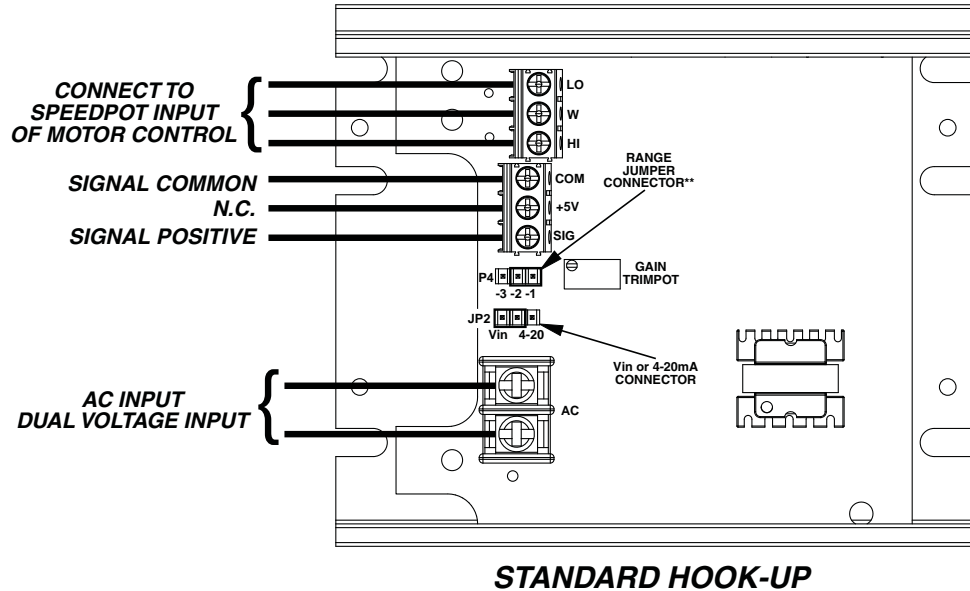 CONNECT TO
SPEEDPOT INPUT
OF MOTOR CONTROL
LO
W
HI
SIGNAL COMMON
N.C.
SIGNAL POSITIVE
COM
+5V
SIG
RANGE
JUMPER
CONNECTOR**
P4
-3 -2 -1
GAIN
TRIMPOT
JP2
Vin 4-20
Vin or 4-20mA
CONNECTOR
AC INPUT
DUAL VOLTAGE INPUT
AC
STANDARD HOOK-UP